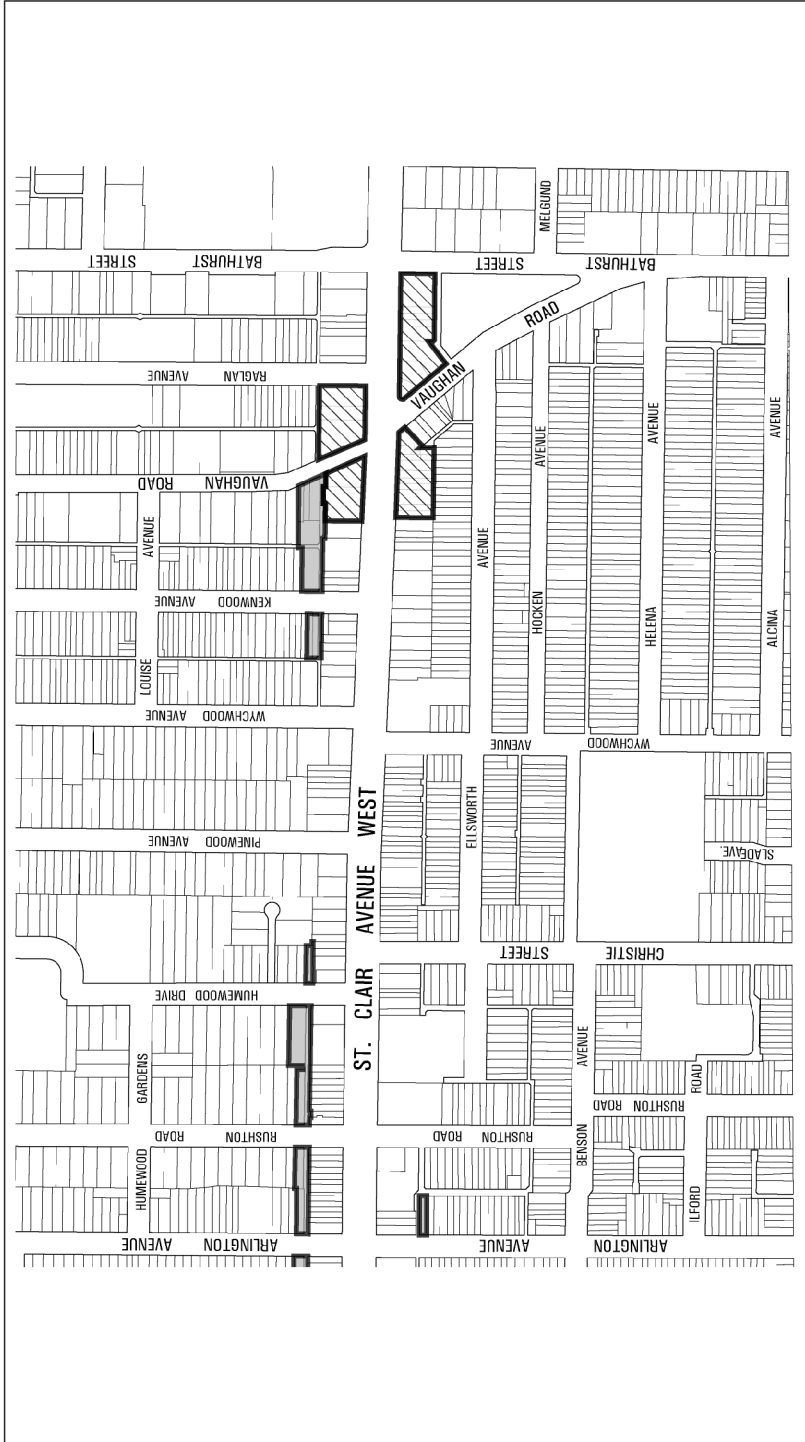 MELGUND
BATHURST STREET
BATHURST STREET
VAUGHAN ROAD
RAGLAN AVENUE
VAUGHAN ROAD
AVENUE
AVENUE
AVENUE
AVENUE
AVENUE
KENWOOD AVENUE
HOCKEN
HELENA
ALCINA
LOUISE
WYCHWOOD AVENUE
WYCHWOOD AVENUE
ST. CLAIR AVENUE WEST
ELLSWORTH
PINEWOOD AVENUE
SLADE AVE.
CHRISTIE STREET
HUMEWOOD DRIVE
HUMEWOOD GARDENS
BENSON AVENUE
ILFORD ROAD
RUSHTON ROAD
RUSHTON ROAD
RUSHTON ROAD
ARLINGTON AVENUE
ARLINGTON AVENUE